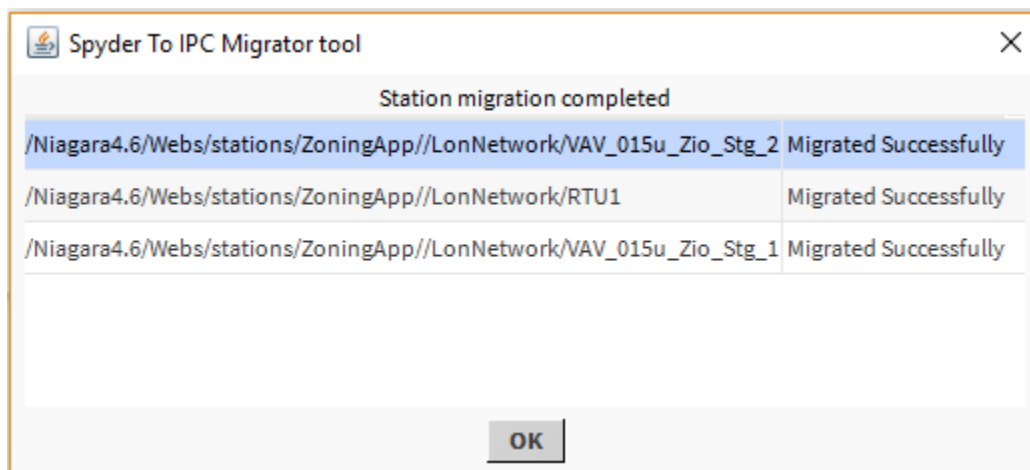 Spyder To IPC Migrator tool
Station migration completed
/Niagara4.6/Webs/stations/ZoningApp//LonNetwork/VAV_015u_Zio_Stg_2 Migrated Successfully
/Niagara4.6/Webs/stations/ZoningApp//LonNetwork/RTU1 Migrated Successfully
/Niagara4.6/Webs/stations/ZoningApp//LonNetwork/VAV_015u_Zio_Stg_1 Migrated Successfully
OK